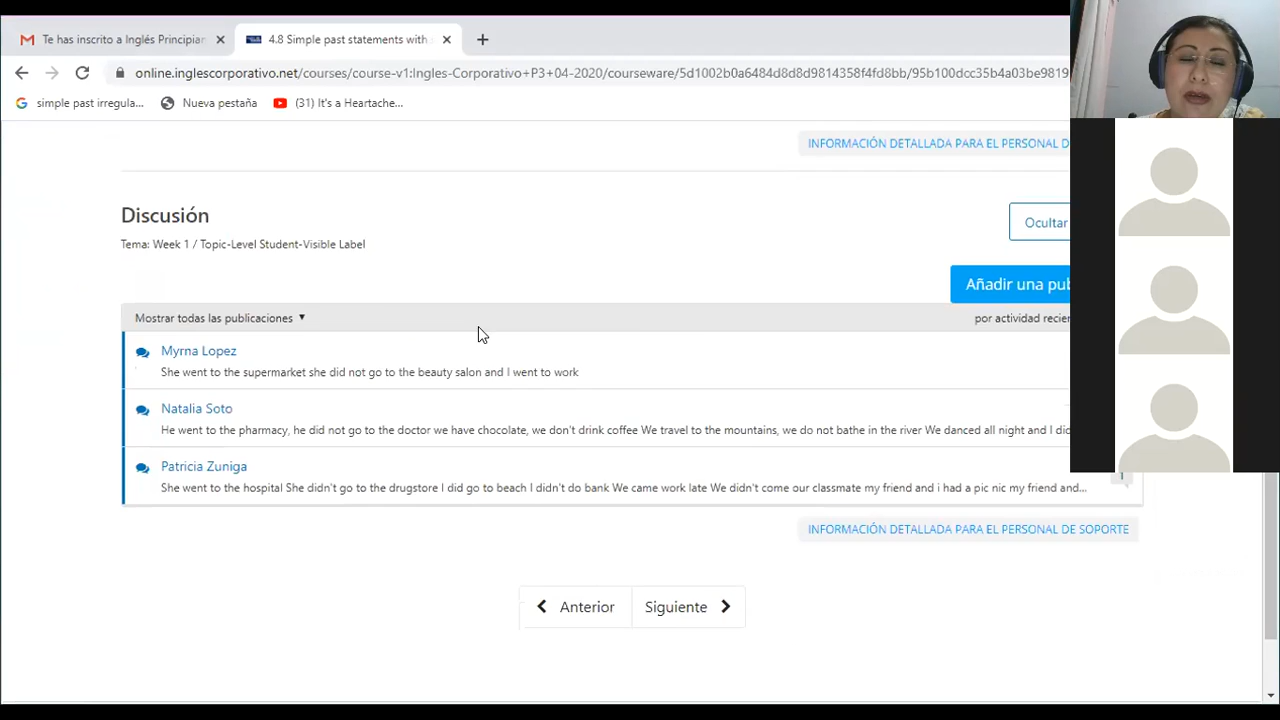 Te has inscrito a Inglés Principian
4.8 Simple past statements with
online.inglescorporativo.net/courses/course-v1:Ingles-Corporativo+P3+04-2020/courseware/5d1002b0a6484d8d89814358f4fd8bb/95b100dcc35b4a03be9819
simple past irregula...
Nueva pestaña
(31) It's a Heartache...
INFORMACIÓN DETALLADA PARA EL PERSONAL D
Discusión
Ocultar
Tema: Week 1 / Topic-Level Student-Visible Label
Añadir una pub
Mostrar todas las publicaciones
por actividad recien
Myrna Lopez
She went to the supermarket she did not go to the beauty salon and I went to work
Natalia Soto
He went to the pharmacy, he did not go to the doctor we have chocolate, we don't drink coffee We travel to the mountains, we do not bathe in the river We danced all night and I did
Patricia Zuniga
She went to the hospital She didn't go to the drugstore I did go to beach I didn't do bank We came work late We didn't come our classmate my friend and i had a pic nic my friend and...
1
INFORMACIÓN DETALLADA PARA EL PERSONAL DE SOPORTE
Anterior
Siguiente